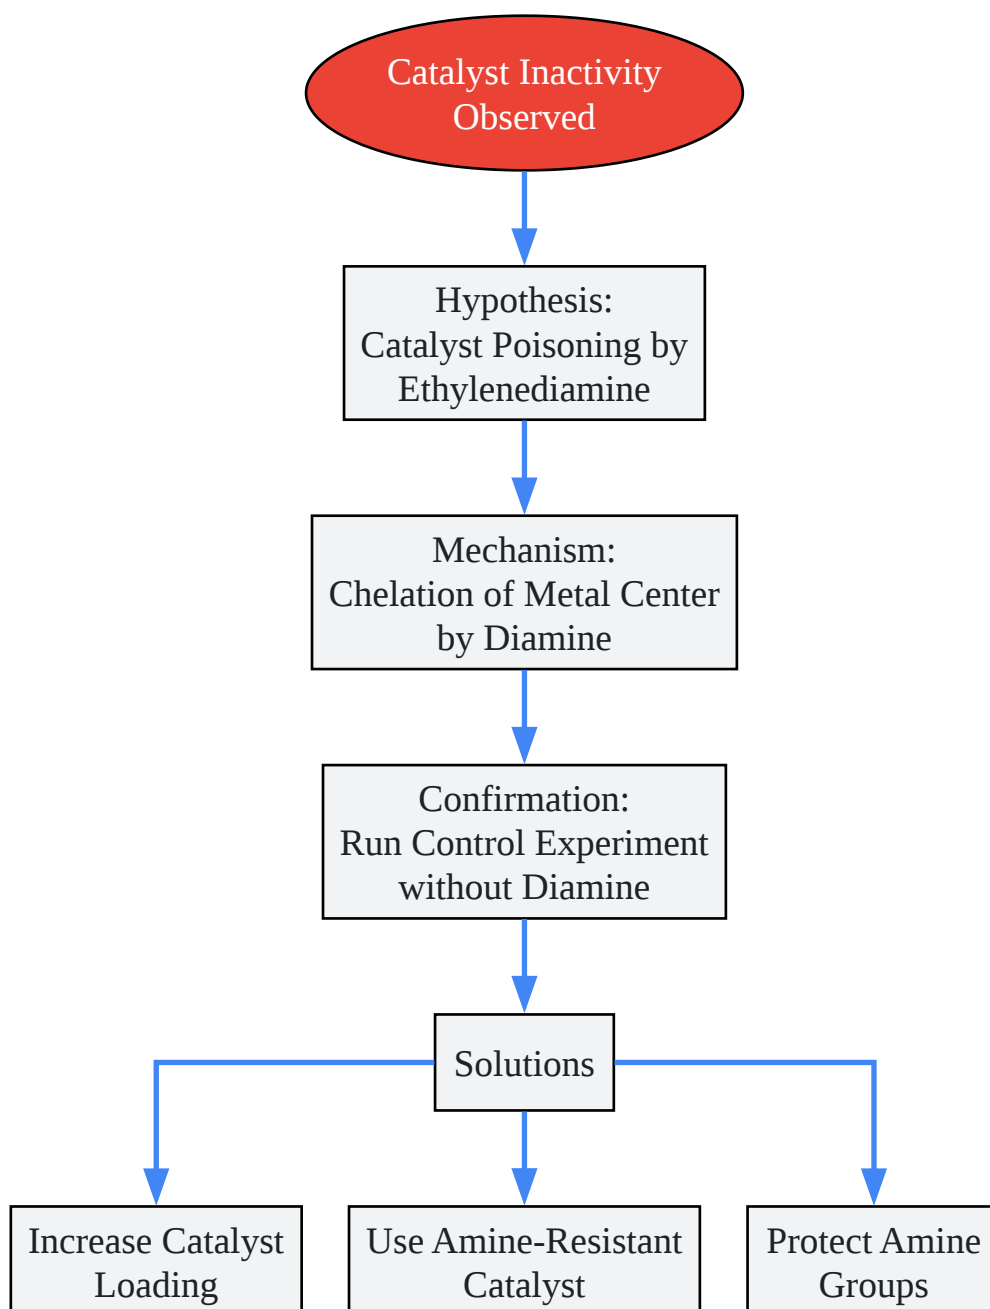 Catalyst Inactivity
Observed
Hypothesis:
Catalyst Poisoning by
Ethylenediamine
Mechanism:
Chelation of Metal Center
by Diamine
Confirmation:
Run Control Experiment
without Diamine
Solutions
Increase Catalyst
Loading
Use Amine-Resistant
Catalyst
Protect Amine
Groups